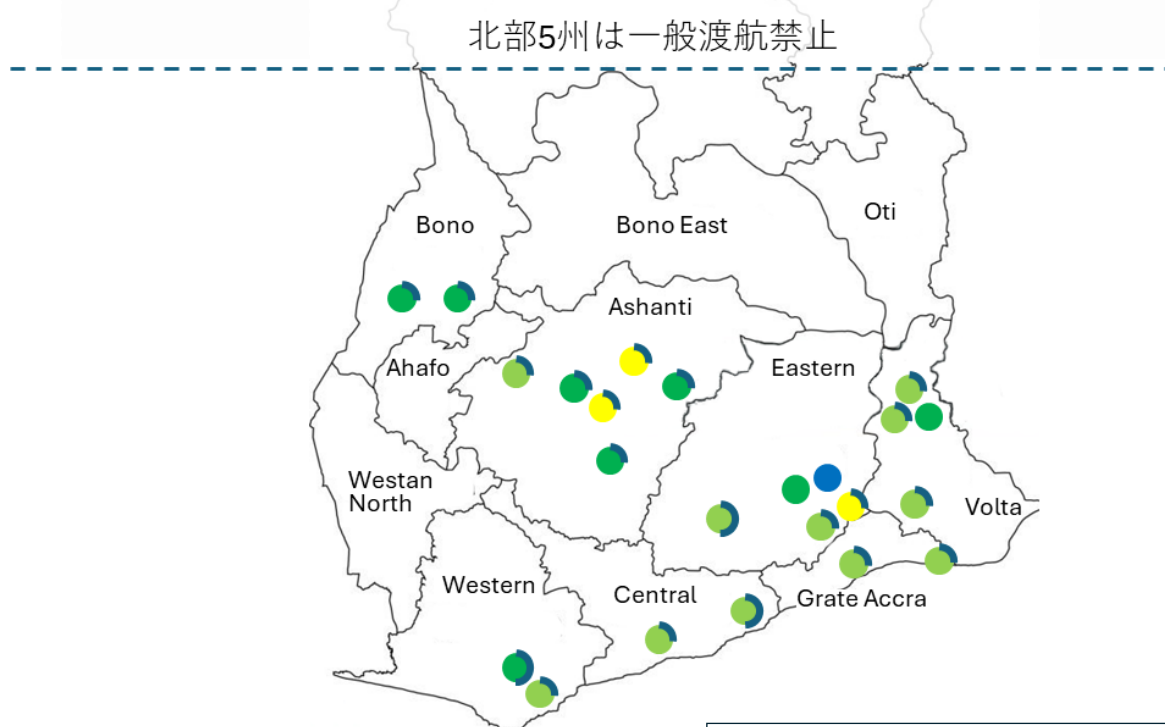 北部5州は一般渡航禁止
Bono
Bono East
Oti
Ashanti
Ahafo
Eastern
Westan
North
Volta
Western
Central
Grate Accra